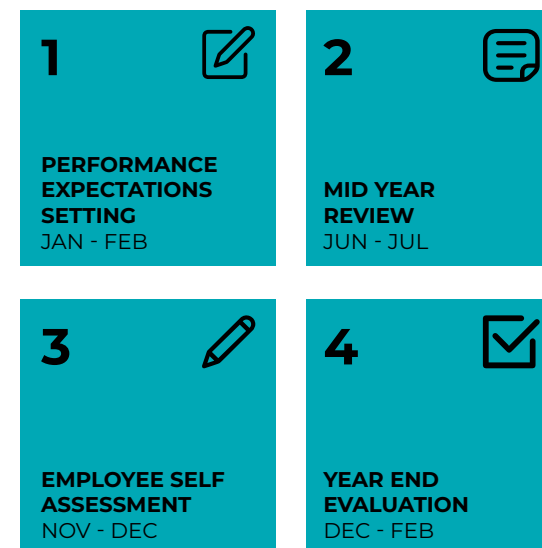 1
PERFORMANCE
EXPECTATIONS
SETTING
JAN - FEB
2
MID YEAR
REVIEW
JUN - JUL
3
EMPLOYEE SELF
ASSESSMENT
NOV - DEC
4
YEAR END
EVALUATION
DEC - FEB